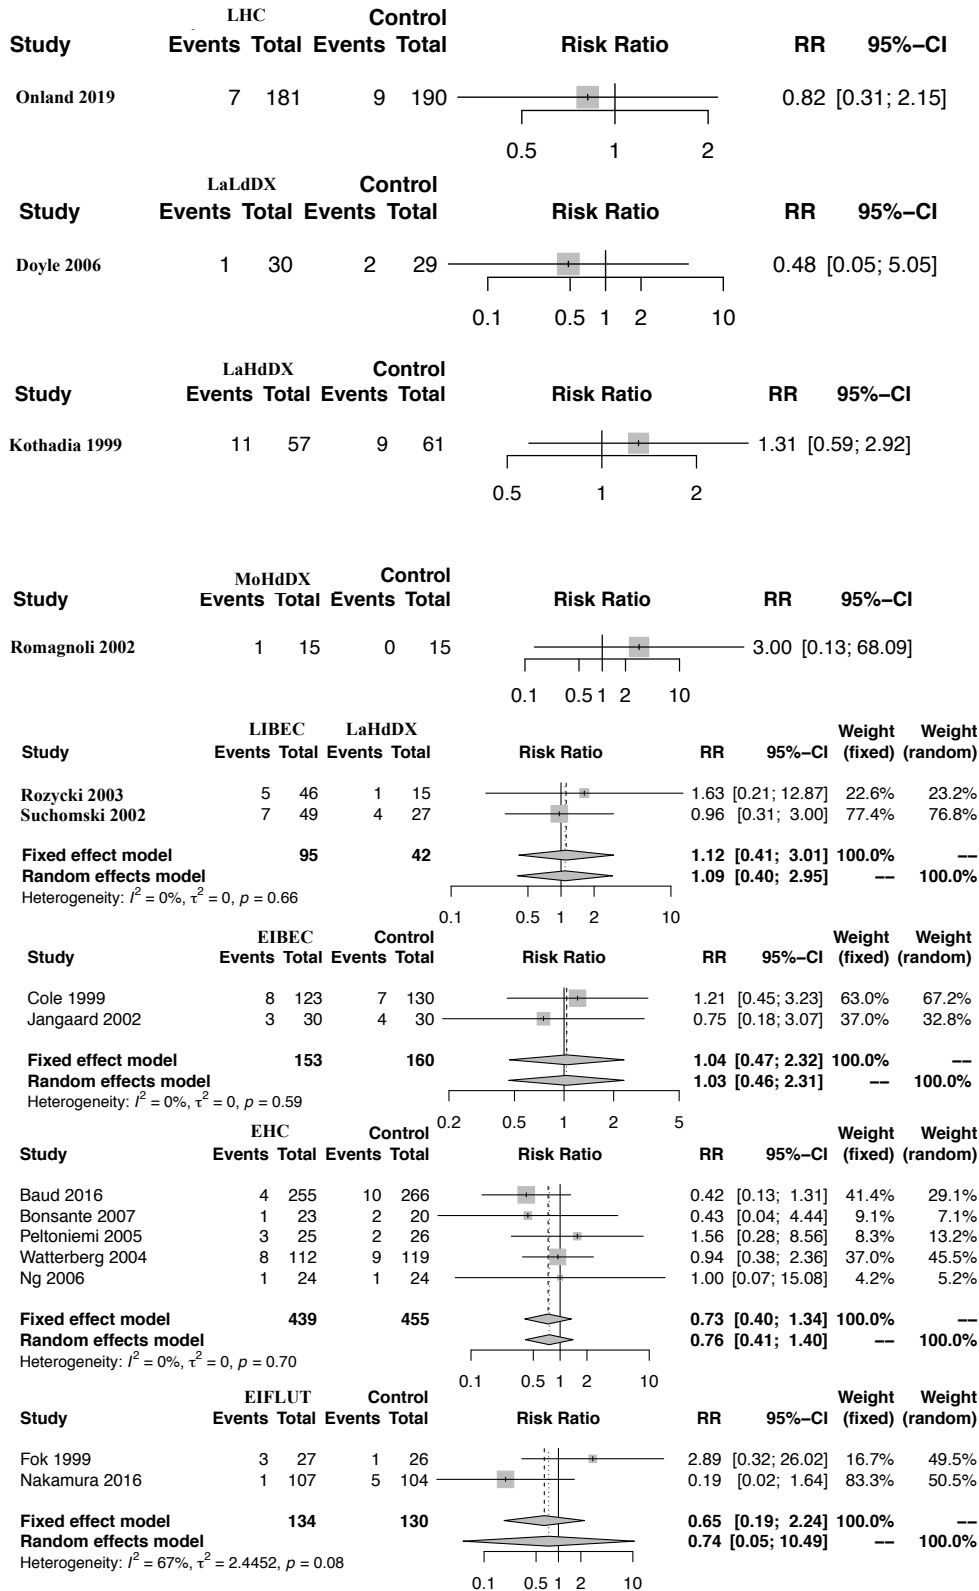 LHC Control
Study Events Total Events Total Risk Ratio RR 95%−CI
Onland 2019 7 181 9 190 0.82 [0.31; 2.15]
0.5 1 2
LaLdDX Control
Study Events Total Events Total Risk Ratio RR 95%−CI
Doyle 2006 1 30 2 29 0.48 [0.05; 5.05]
0.1 0.5 1 2 10
LaHdDX Control
Study Events Total Events Total Risk Ratio RR 95%−CI
Kothadia 1999 11 57 9 61 1.31 [0.59; 2.92]
0.5 1 2
MoHdDX Control
Study Events Total Events Total Risk Ratio RR 95%−CI
Romagnoli 2002 1 15 0 15 3.00 [0.13; 68.09]
0.1 0.5 1 2 10
LIBEC LaHdDX Weight Weight
Study Events Total Events Total Risk Ratio RR 95%−CI (fixed) (random)
Rozycki 2003 5 46 1 15 1.63 [0.21; 12.87] 22.6% 23.2%
Suchomski 2002 7 49 4 27 0.96 [0.31; 3.00] 77.4% 76.8%
Fixed effect model 95 42 1.12 [0.41; 3.01] 100.0% −−
Random effects model 1.09 [0.40; 2.95] −− 100.0%
Heterogeneity: I² = 0%, τ² = 0, p = 0.66
0.1 0.5 1 2 10
EIBEC Control Weight Weight
Study Events Total Events Total Risk Ratio RR 95%−CI (fixed) (random)
Cole 1999 8 123 7 130 1.21 [0.45; 3.23] 63.0% 67.2%
Jangaard 2002 3 30 4 30 0.75 [0.18; 3.07] 37.0% 32.8%
Fixed effect model 153 160 1.04 [0.47; 2.32] 100.0% −−
Random effects model 1.03 [0.46; 2.31] −− 100.0%
Heterogeneity: I² = 0%, τ² = 0, p = 0.59
0.2 0.5 1 2 5
EHC Control Weight Weight
Study Events Total Events Total Risk Ratio RR 95%−CI (fixed) (random)
Baud 2016 4 255 10 266 0.42 [0.13; 1.31] 41.4% 29.1%
Bonsante 2007 1 23 2 20 0.43 [0.04; 4.44] 9.1% 7.1%
Peltoniemi 2005 3 25 2 26 1.56 [0.28; 8.56] 8.3% 13.2%
Watterberg 2004 8 112 9 119 0.94 [0.38; 2.36] 37.0% 45.5%
Ng 2006 1 24 1 24 1.00 [0.07; 15.08] 4.2% 5.2%
Fixed effect model 439 455 0.73 [0.40; 1.34] 100.0% −−
Random effects model 0.76 [0.41; 1.40] −− 100.0%
Heterogeneity: I² = 0%, τ² = 0, p = 0.70
0.1 0.5 1 2 10
EIFLUT Control Weight Weight
Study Events Total Events Total Risk Ratio RR 95%−CI (fixed) (random)
Fok 1999 3 27 1 26 2.89 [0.32; 26.02] 16.7% 49.5%
Nakamura 2016 1 107 5 104 0.19 [0.02; 1.64] 83.3% 50.5%
Fixed effect model 134 130 0.65 [0.19; 2.24] 100.0% −−
Random effects model 0.74 [0.05; 10.49] −− 100.0%
Heterogeneity: I² = 67%, τ² = 2.4452, p = 0.08
0.1 0.5 1 2 10